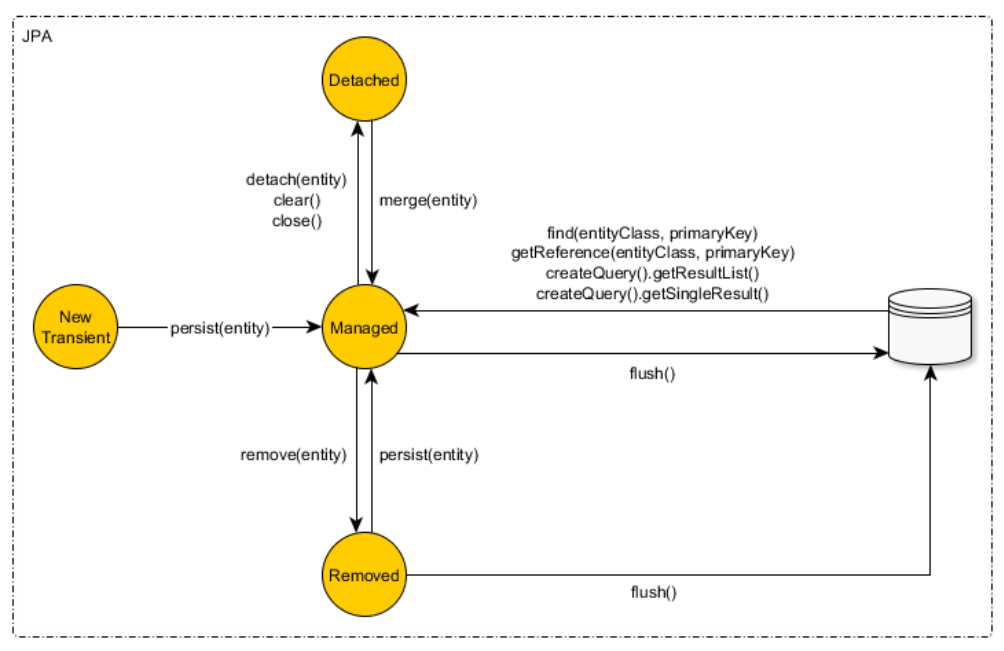 JPA
Detached
detach(entity)
clear()
close()
merge(entity)
find(entityClass, primaryKey)
getReference(entityClass, primaryKey)
createQuery().getResultList()
createQuery().getSingleResult()
New
Transient
persist(entity)
Managed
flush()
remove(entity)
persist(entity)
Removed
flush()